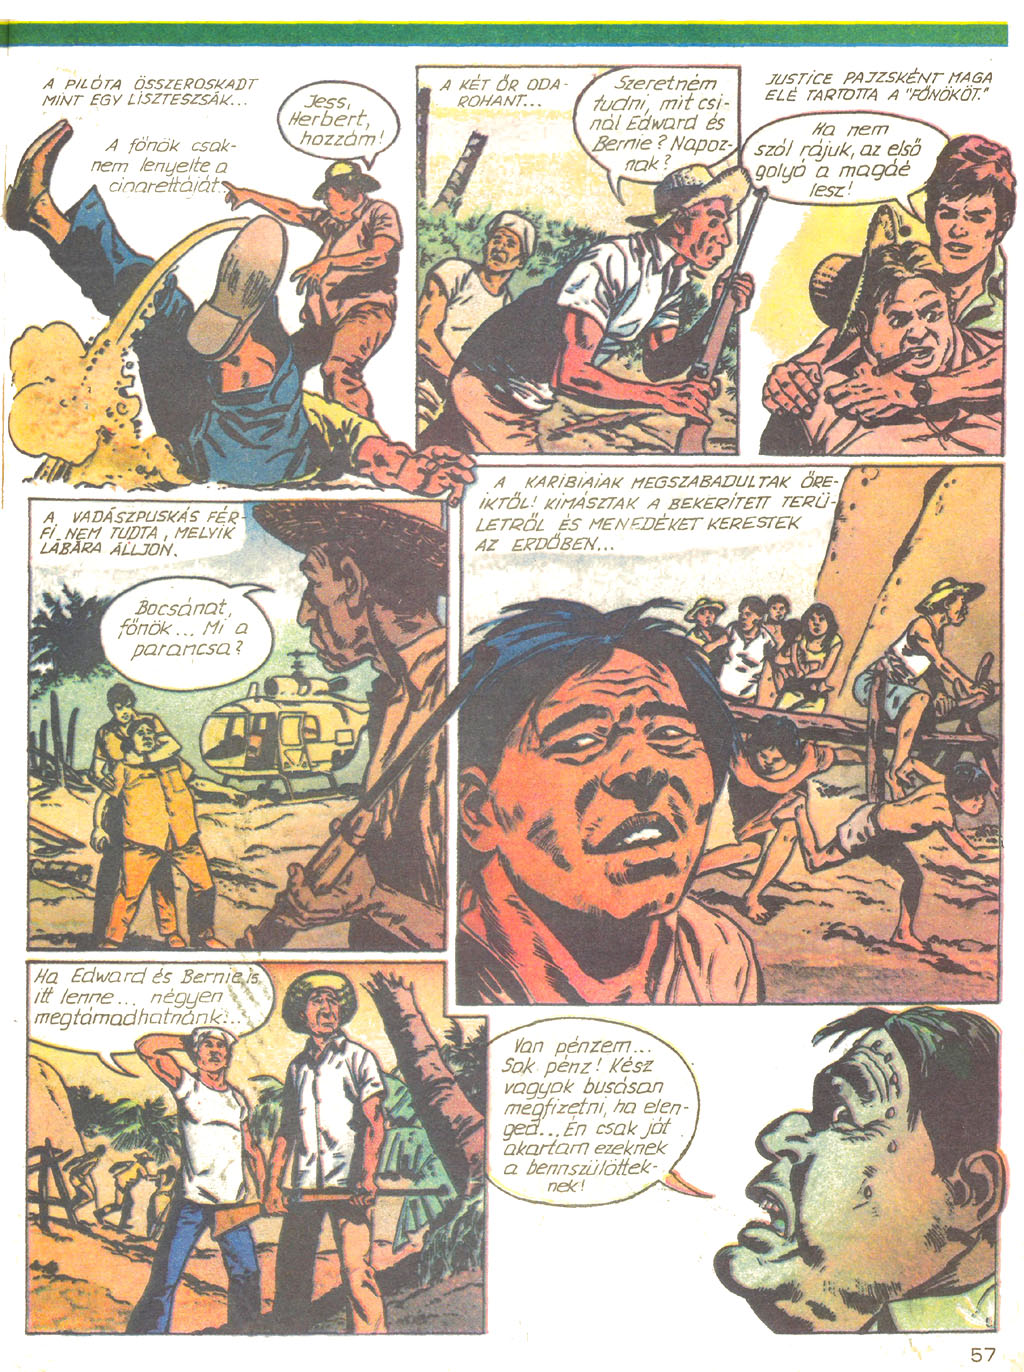 A PILÓTA ÖSSZEROSKADT
MINT EGY LISZTESZSÁK...
A főnök csak-
nem lenyelte a
cigarettáját.
Jess,
Herbert,
hozzám!
A KÉT ŐR ODA-
ROHANT...
Szeretném
tudni, mit csi-
nál Edward és
Bernie? Napoz-
nak?
JUSTICE PAJZSKÉNT MAGA
ELÉ TARTOTTA A "FŐNÖKÖT."
Ha nem
szól rájuk, az első
golyó a magáé
lesz!
A VADÁSZPUSKÁS FÉR-
FI NEM TUDTA, MELYIK
LÁBÁRA ÁLLJON.
Bocsánat,
főnök... Mi a
parancsa?
A KARIBIAIAK MEGSZABADULTAK ŐRE-
IKTŐL! KIMÁSZTAK A BEKERÍTETT TERÜ-
LETRŐL ÉS MENEDÉKET KERESTEK
AZ ERDŐBEN...
Ha Edward és Bernie is
itt lenne... négyen
megtámadhatnánk!...
Van pénzem...
Sok pénz! Kész
vagyok busásan
megfizetni, ha elen-
ged... Én csak jót
akartam ezeknek
a bennszülöttek-
nek!
57